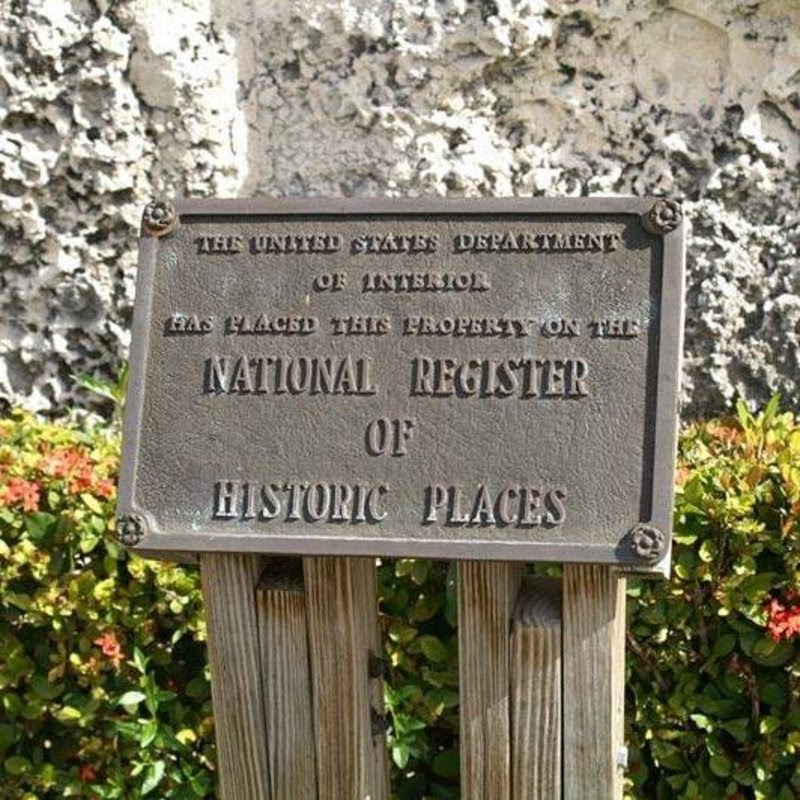 THE UNITED STATES DEPARTMENT
OF INTERIOR
HAS PLACED THIS PROPERTY ON THE
NATIONAL REGISTER
OF
HISTORIC PLACES